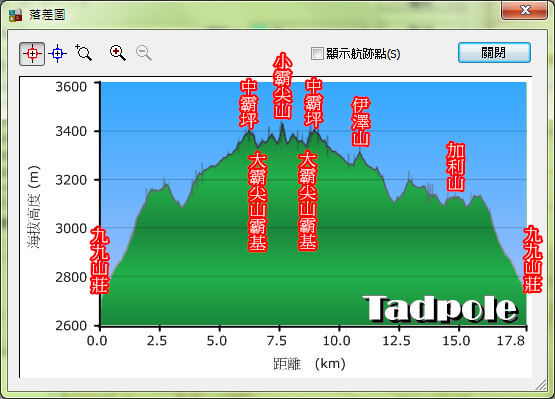 落差圖
顯示航跡點(S)
關閉
海拔高度 (m)
3600
3400
3200
3000
2800
2600
九九山莊
中霸坪
大霸尖山霸基
小霸尖山
中霸坪
大霸尖山霸基
伊澤山
加利山
九九山莊
Tadpole
0.0 2.5 5.0 7.5 10.0 12.5 15.0 17.8
距離 (km)